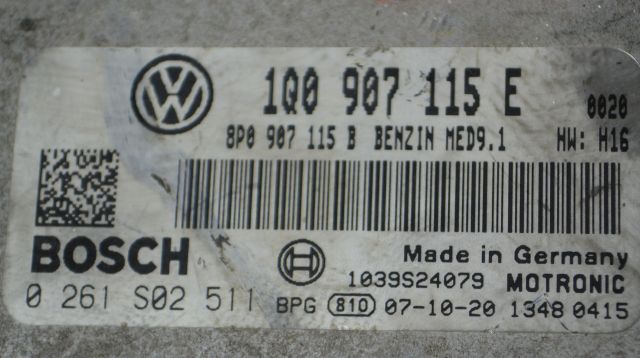 1Q0 907 115 E 0020
8P0 907 115 B BENZIN MED9.1 HW: H16
BOSCH Made in Germany
1039S24079 MOTRONIC
0 261 S02 511 BPG 810 07-10-20 1348 0415